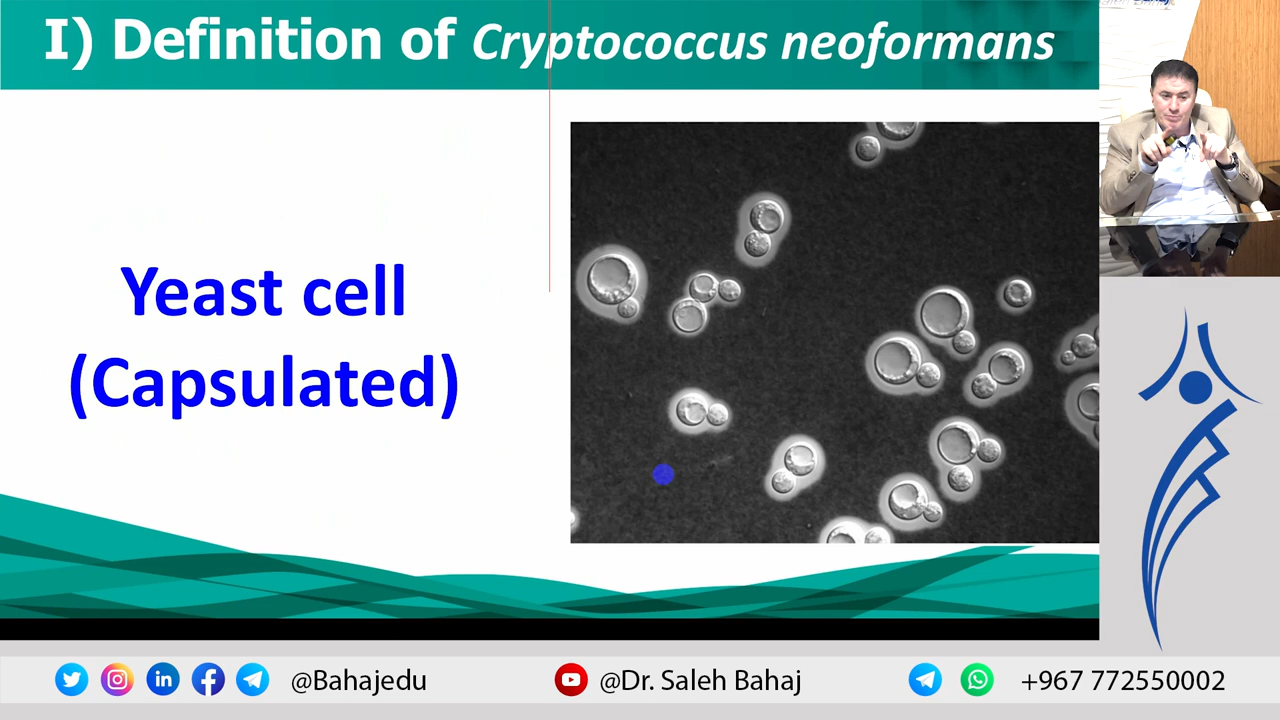 I) Definition of Cryptococcus neoformans
Yeast cell
(Capsulated)
@Bahajedu
@Dr. Saleh Bahaj
+967 772550002